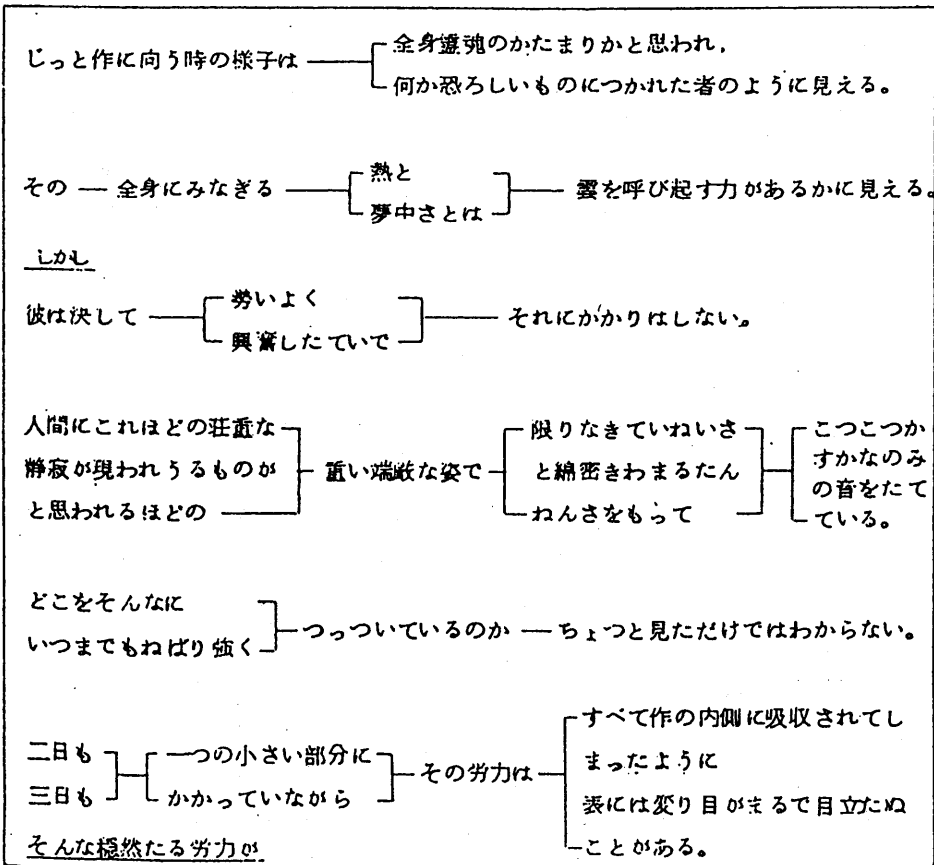 じっと作に向う時の様子は
全身霊魂のかたまりかと思われ,
何か恐ろしいものにつかれた者のように見える。
その
全身にみなぎる
熱と
夢中さとは
雲を呼び起す力があるかに見える。
しかし
彼は決して
勢いよく
興奮したていで
それにかかりはしない。
人間にこれほどの荘重な
静寂が現われうるものが
と思われるほどの
重い端厳な姿で
限りなきていねいさ
と綿密きわまるたん
ねんさをもって
こつこつか
すかなのみ
の音をたて
ている。
どこをそんなに
いつまでもねばり強く
つっついているのか
ちょつと見ただけではわからない。
二日も
三日も
一つの小さい部分に
かかっていながら
その労力は
すべて作の内側に吸収されてし
まったように
表には変り目がまるで目立たぬ
ことがある。
そんな穏然たる労力が